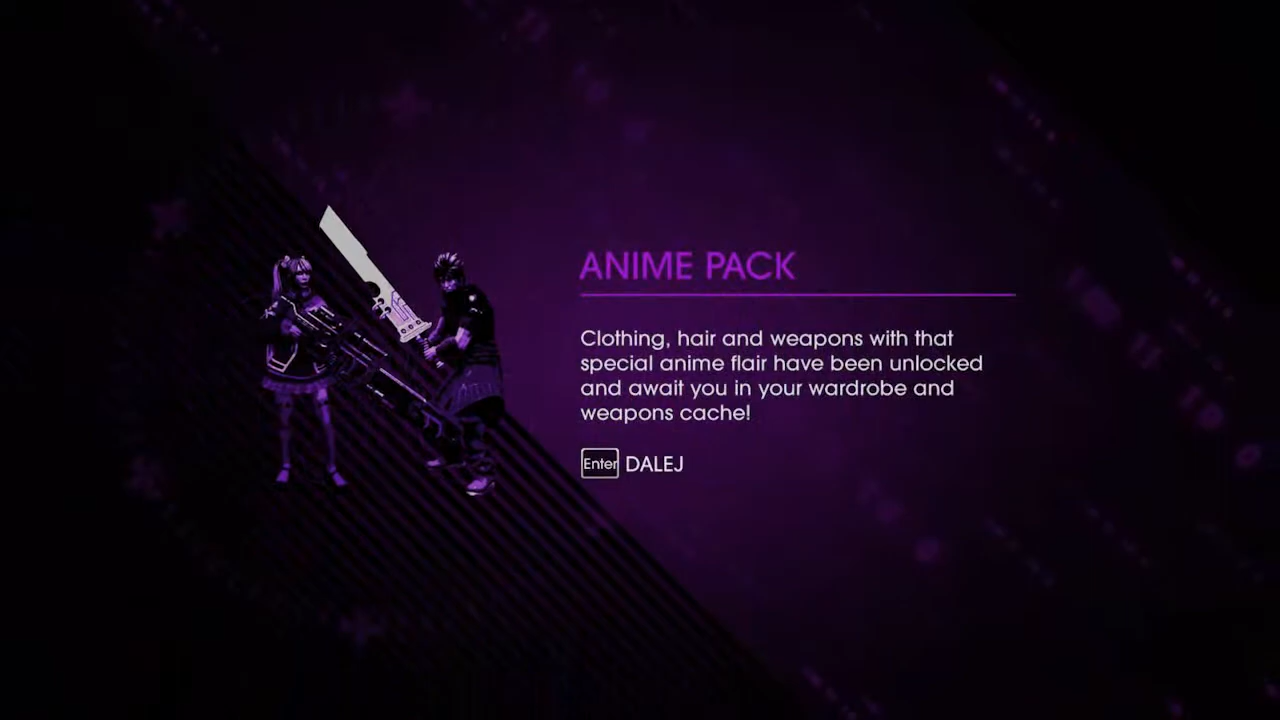 ANIME PACK
Clothing, hair and weapons with that
special anime flair have been unlocked
and await you in your wardrobe and
weapons cache!
Enter DALEJ